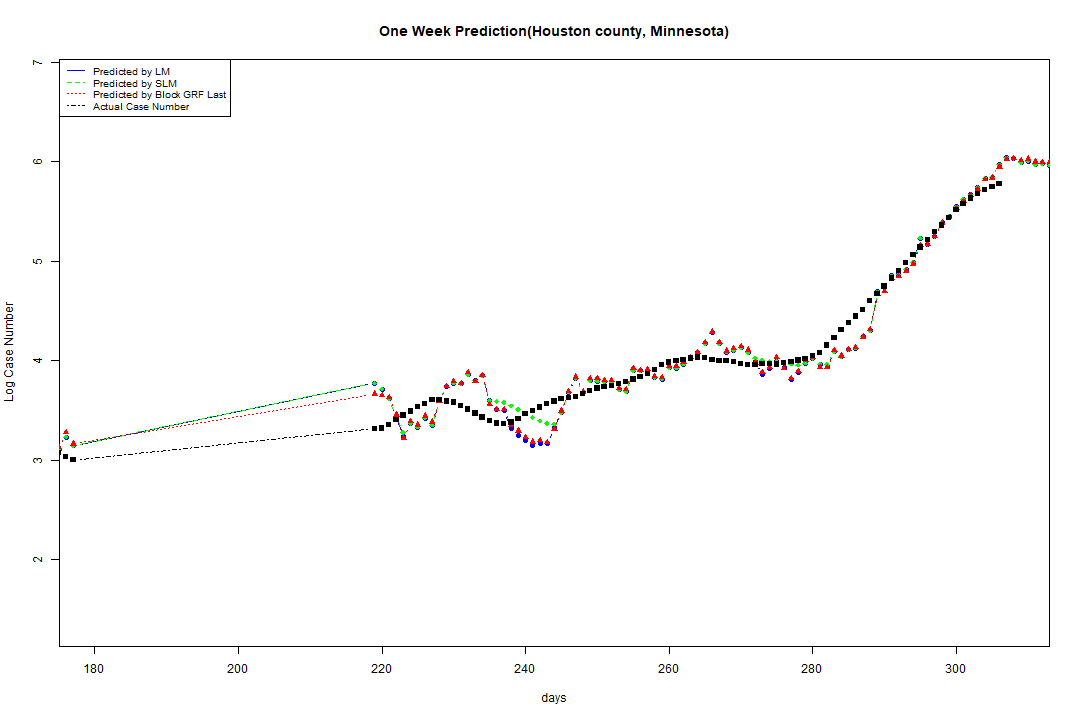 One Week Prediction(Houston county, Minnesota)
Predicted by LM
Predicted by SLM
Predicted by Block GRF Last
Actual Case Number
7
6
5
4
3
2
Log Case Number
180 200 220 240 260 280 300
days